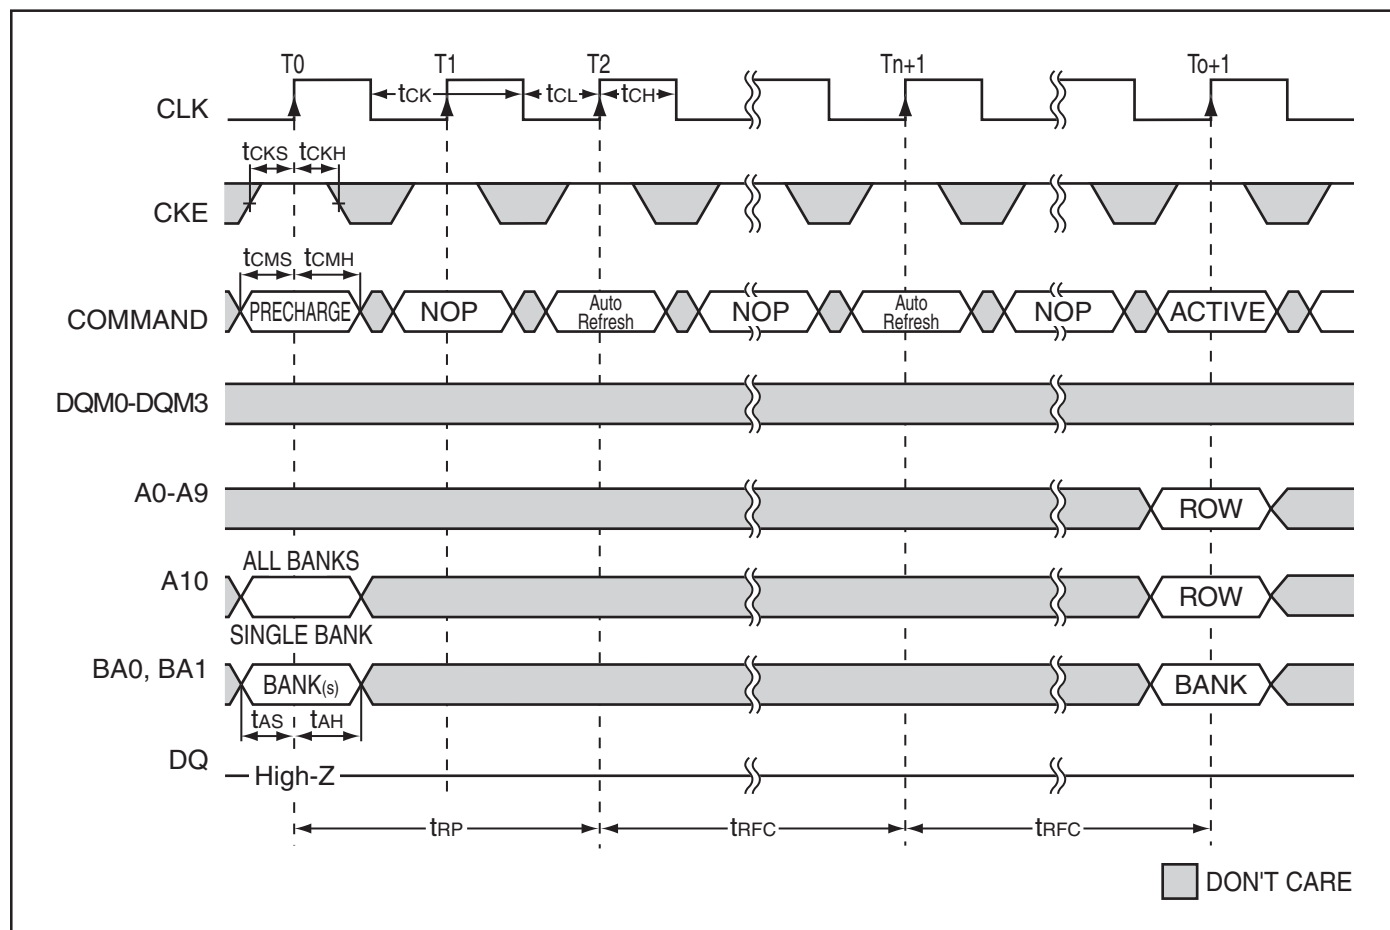 T0 T1 T2 Tn+1 To+1
CLK tCK tCL tCH
tCKS tCKH
CKE
tCMS tCMH
COMMAND PRECHARGE NOP Auto Refresh NOP Auto Refresh NOP ACTIVE
DQM0-DQM3
A0-A9 ROW
ALL BANKS
A10 ROW
SINGLE BANK
BA0, BA1 BANK(s) BANK
tAS tAH
DQ High-Z
tRP tRFC tRFC
DON'T CARE